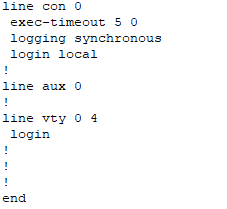 line con 0
 exec-timeout 5 0
 logging synchronous
 login local
!
line aux 0
!
line vty 0 4
 login
!
!
!
end